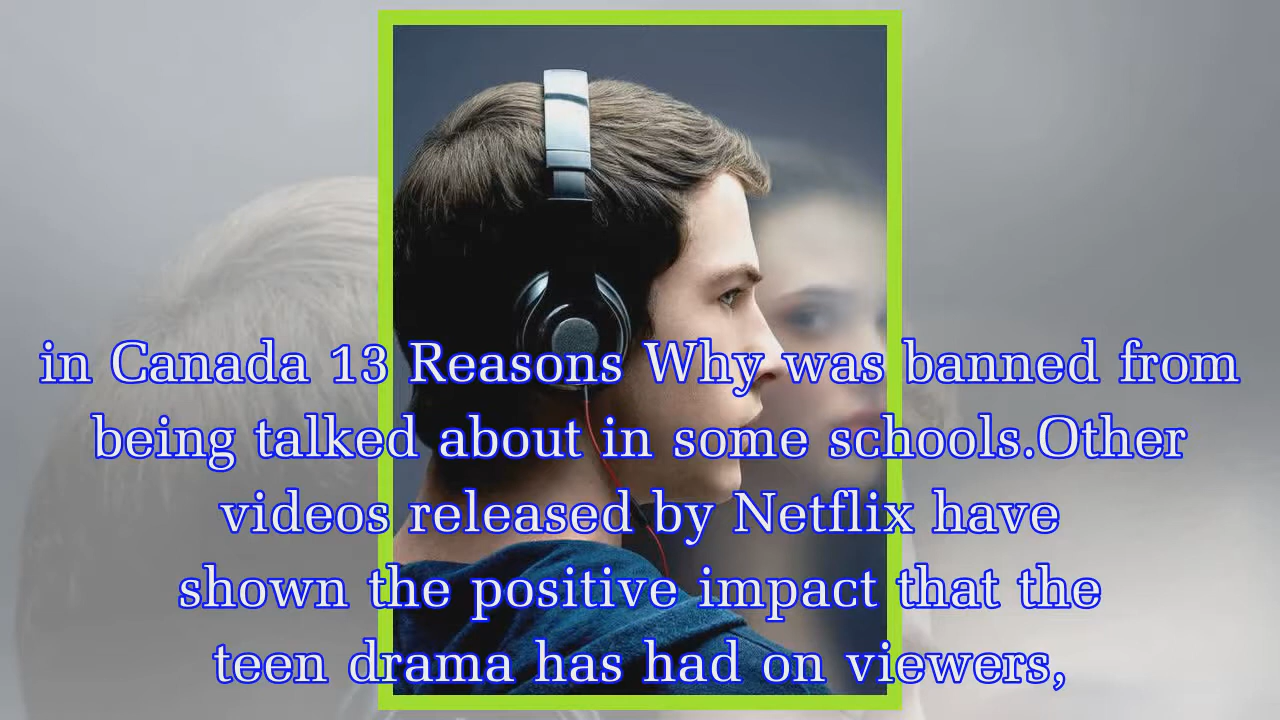 in Canada 13 Reasons Why was banned from
being talked about in some schools.Other
videos released by Netflix have
shown the positive impact that the
teen drama has had on viewers,